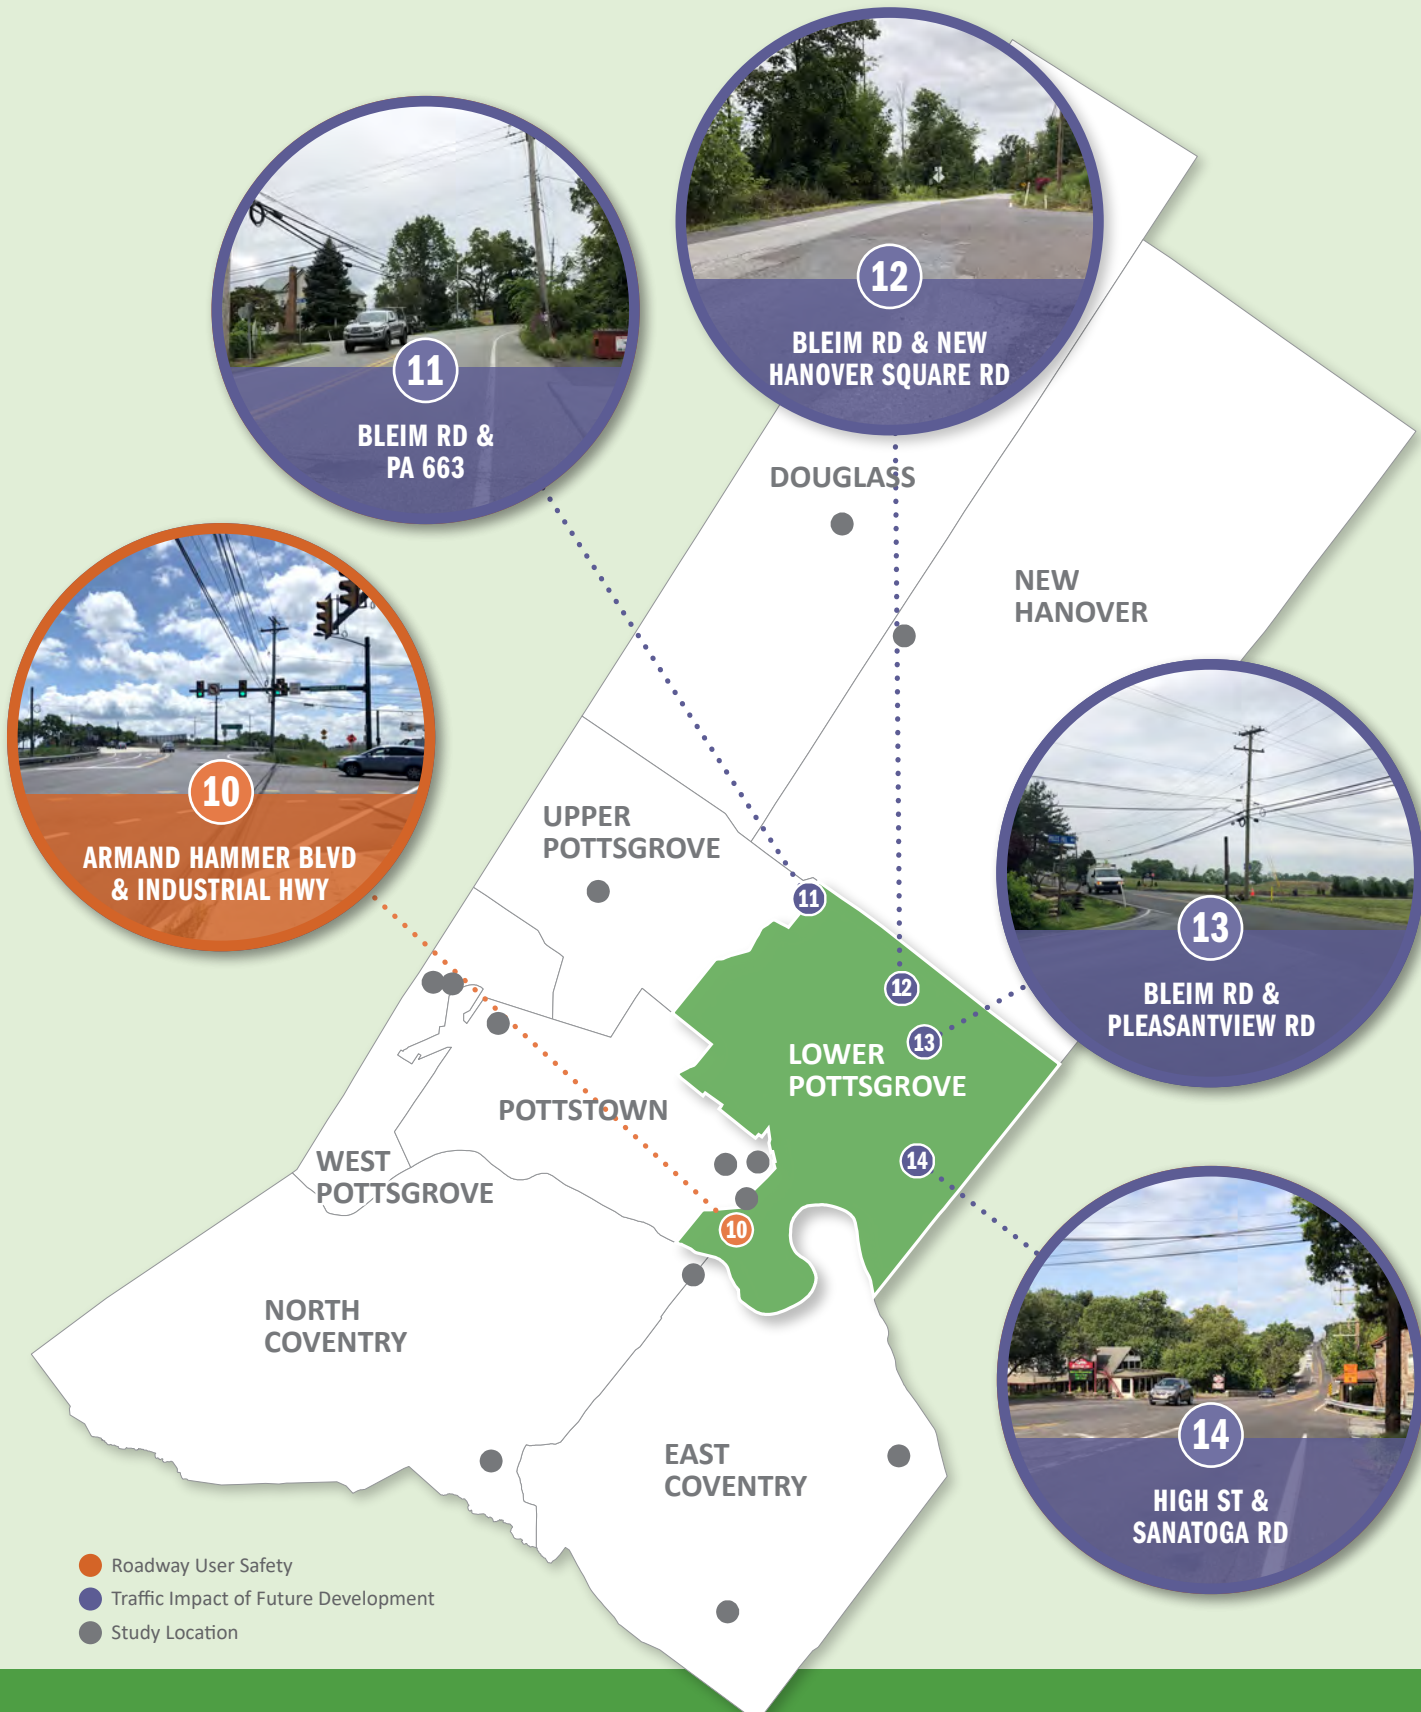 12
BLEIM RD & NEW
HANOVER SQUARE RD
11
BLEIM RD &
PA 663
DOUGLASS
NEW
HANOVER
10
ARMAND HAMMER BLVD
& INDUSTRIAL HWY
UPPER
POTTSGROVE
11
12
13
BLEIM RD &
PLEASANTVIEW RD
13
LOWER
POTTSGROVE
POTTSTOWN
WEST
POTTSGROVE
14
10
NORTH
COVENTRY
EAST
COVENTRY
14
HIGH ST &
SANATOGA RD
Roadway User Safety
Traffic Impact of Future Development
Study Location